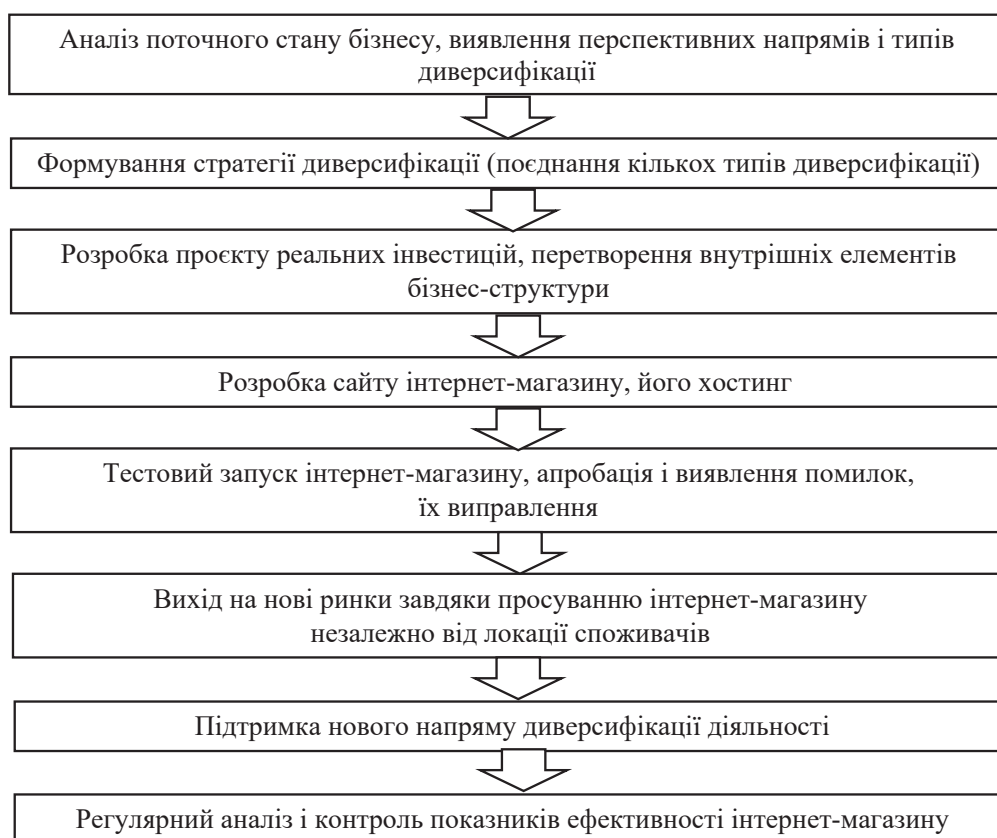 Аналіз поточного стану бізнесу, виявлення перспективних напрямів і типів
диверсифікації
Формування стратегії диверсифікації (поєднання кількох типів диверсифікації)
Розробка проєкту реальних інвестицій, перетворення внутрішніх елементів
бізнес-структури
Розробка сайту інтернет-магазину, його хостинг
Тестовий запуск інтернет-магазину, апробація і виявлення помилок,
їх виправлення
Вихід на нові ринки завдяки просуванню інтернет-магазину
незалежно від локації споживачів
Підтримка нового напряму диверсифікації діяльності
Регулярний аналіз і контроль показників ефективності інтернет-магазину